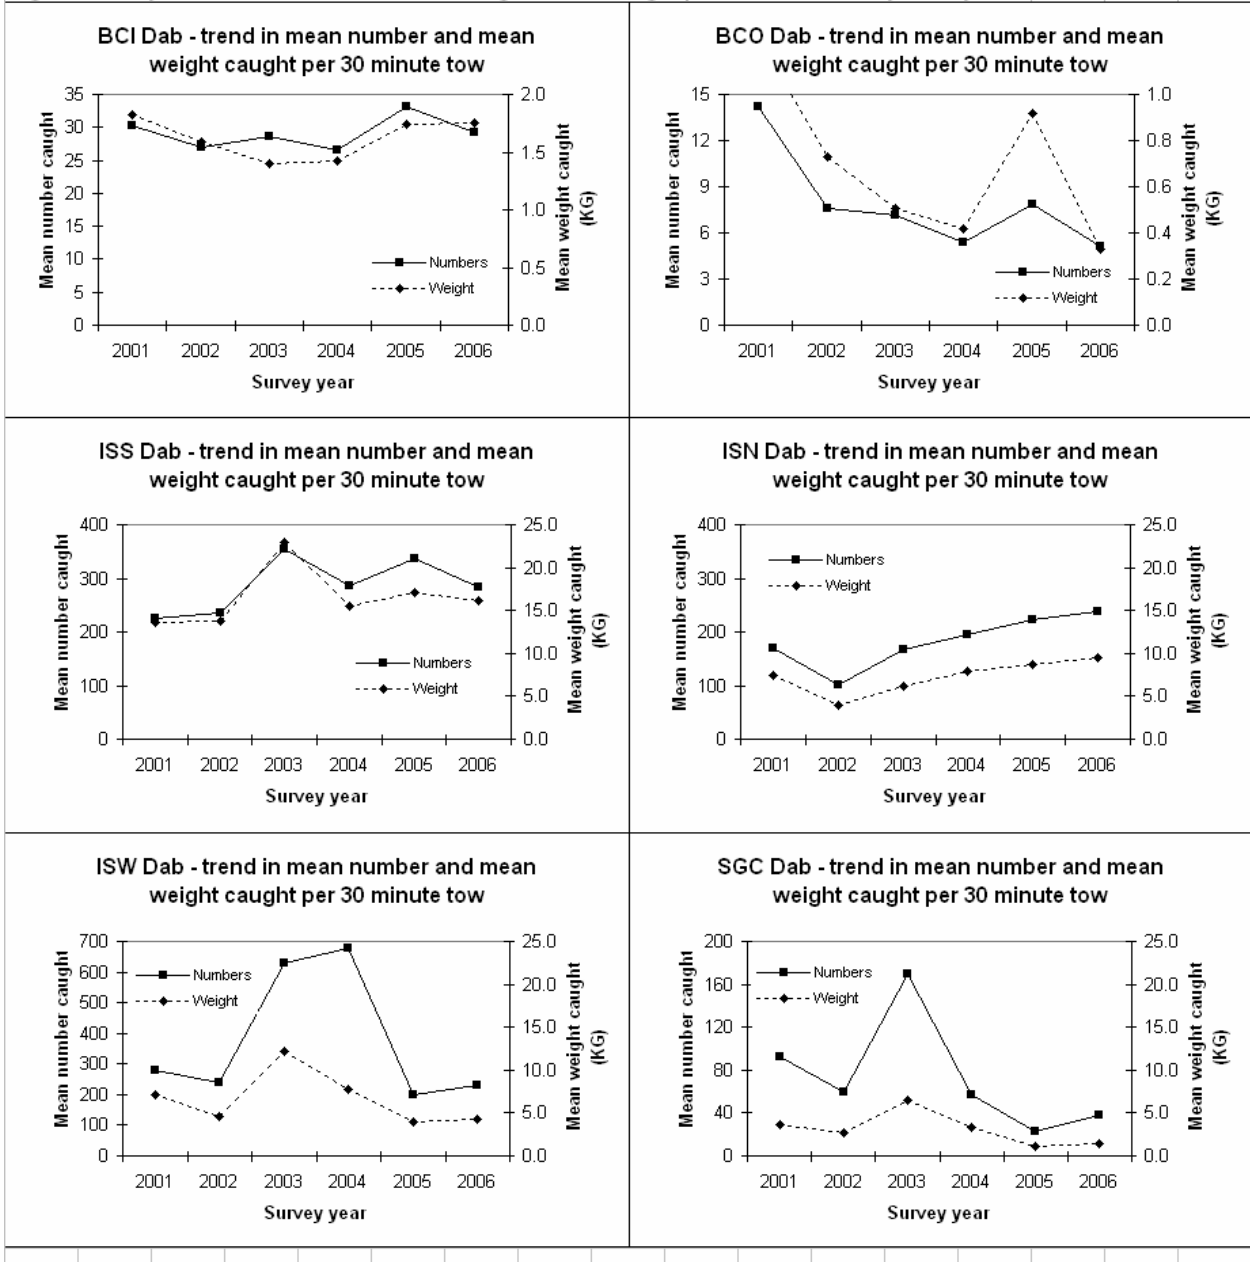 BCI Dab - trend in mean number and mean
weight caught per 30 minute tow
Mean number caught
35
30
25
20
15
10
5
0
2.0
1.5
1.0
0.5
0.0
Mean weight caught
(KG)
Numbers
Weight
2001 2002 2003 2004 2005 2006
Survey year
BCO Dab - trend in mean number and mean
weight caught per 30 minute tow
Mean number caught
15
12
9
6
3
0
1.0
0.8
0.6
0.4
0.2
0.0
Mean weight caught
(KG)
Numbers
Weight
2001 2002 2003 2004 2005 2006
Survey year
ISS Dab - trend in mean number and mean
weight caught per 30 minute tow
Mean number caught
400
300
200
100
0
25.0
20.0
15.0
10.0
5.0
0.0
Mean weight caught
(KG)
Numbers
Weight
2001 2002 2003 2004 2005 2006
Survey year
ISN Dab - trend in mean number and mean
weight caught per 30 minute tow
Mean number caught
400
300
200
100
0
25.0
20.0
15.0
10.0
5.0
0.0
Mean weight caught
(KG)
Numbers
Weight
2001 2002 2003 2004 2005 2006
Survey year
ISW Dab - trend in mean number and mean
weight caught per 30 minute tow
Mean number caught
700
600
500
400
300
200
100
0
25.0
20.0
15.0
10.0
5.0
0.0
Mean weight caught
(KG)
Numbers
Weight
2001 2002 2003 2004 2005 2006
Survey year
SGC Dab - trend in mean number and mean
weight caught per 30 minute tow
Mean number caught
200
160
120
80
40
0
25.0
20.0
15.0
10.0
5.0
0.0
Mean weight caught
(KG)
Numbers
Weight
2001 2002 2003 2004 2005 2006
Survey year